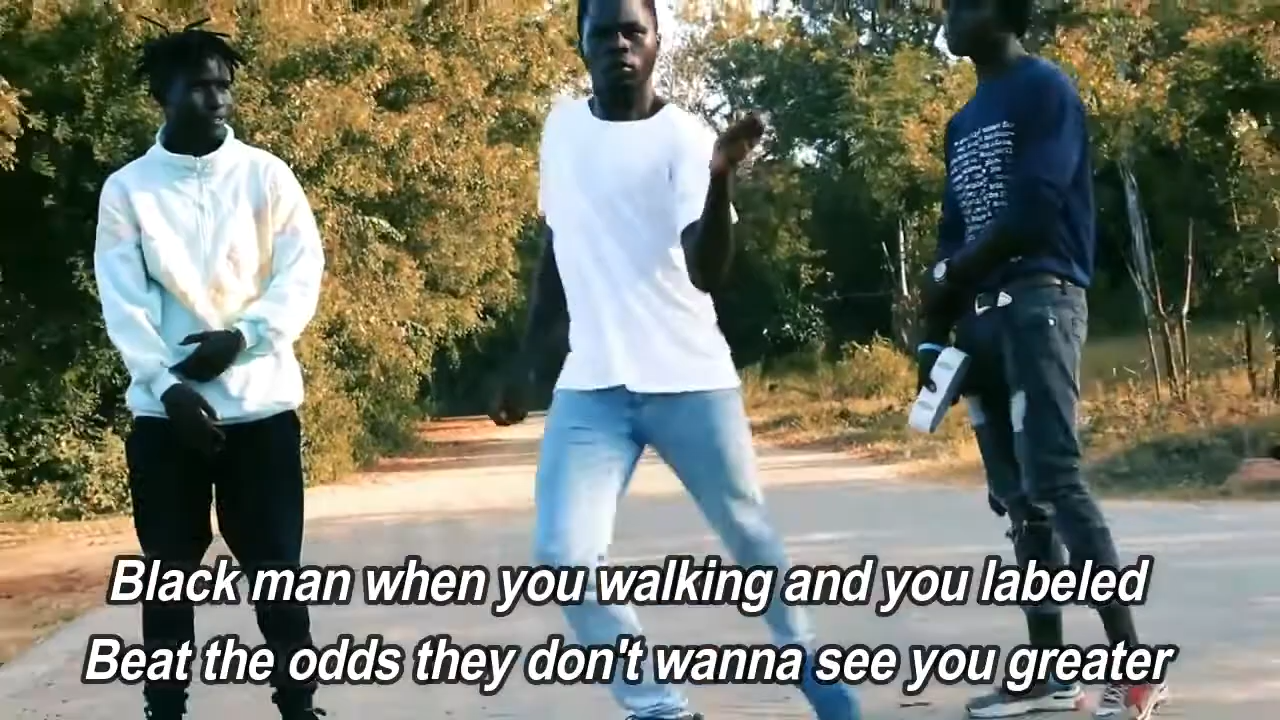 Black man when you walking and you labeled
Beat the odds they don't wanna see you greater